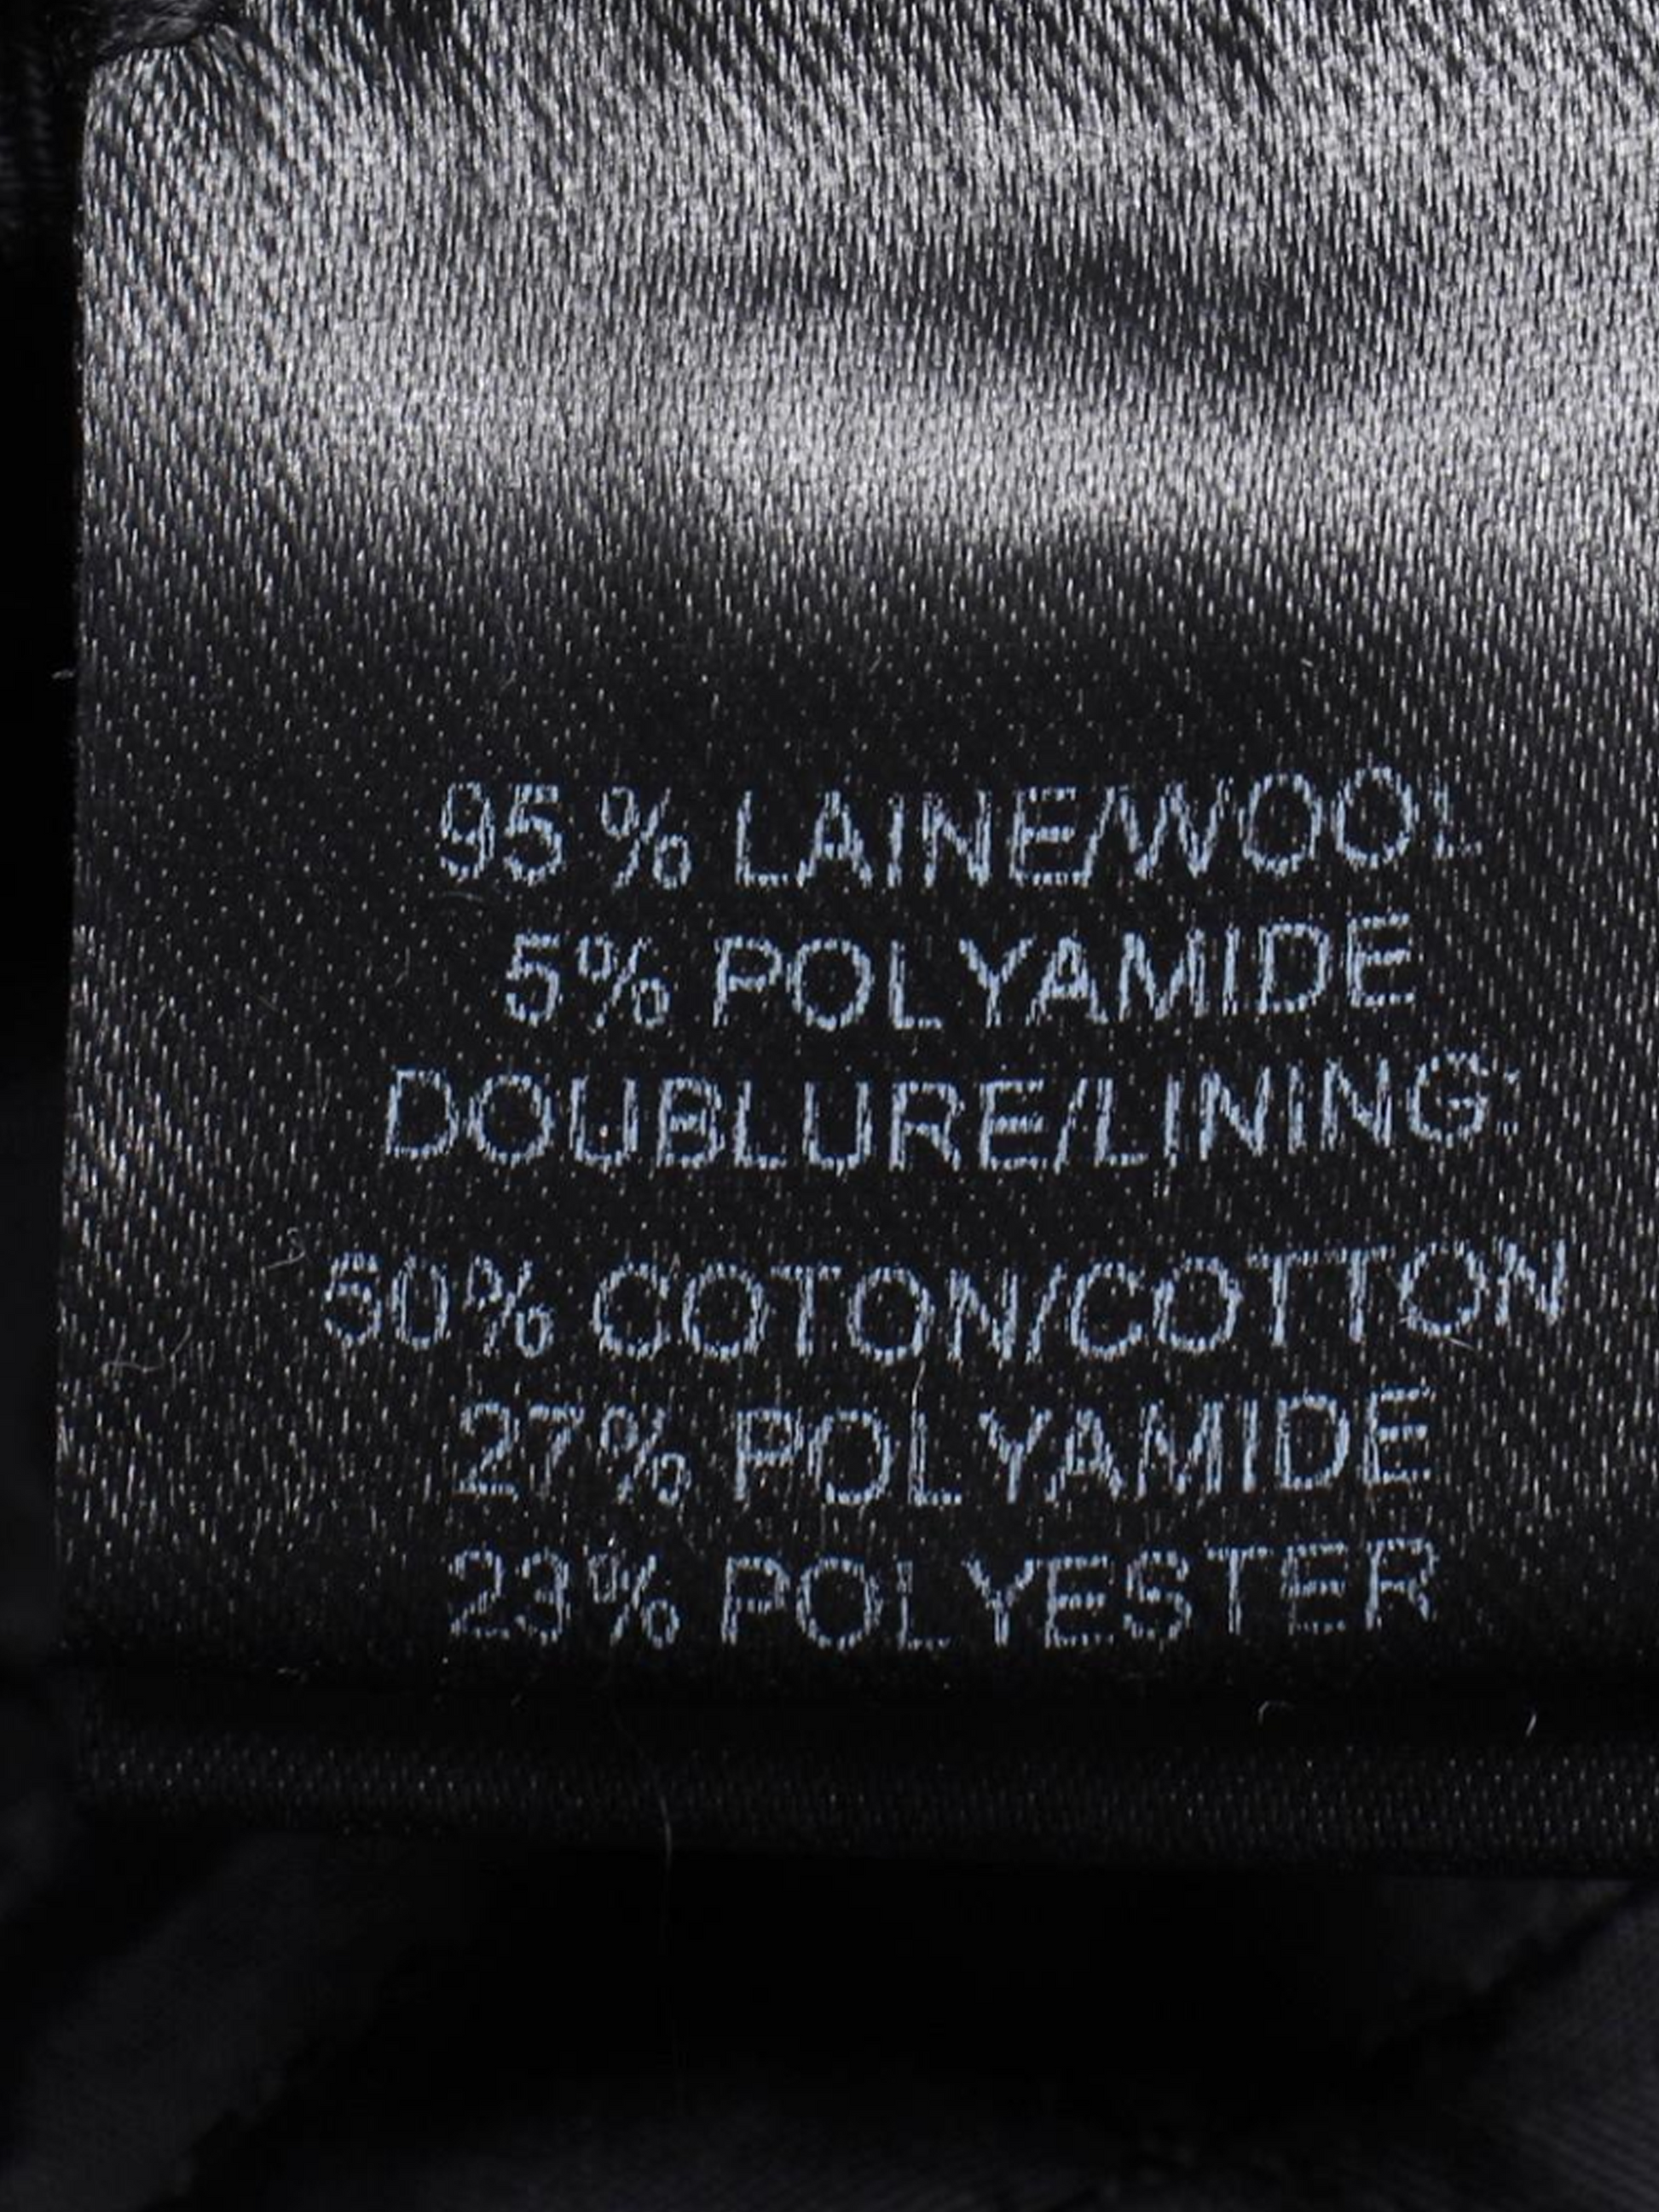 95% LAINE/WOOL
5% POLYAMIDE
DOUBLURE/LINING:
50% COTON/COTTON
27% POLYAMIDE
23% POLYESTER